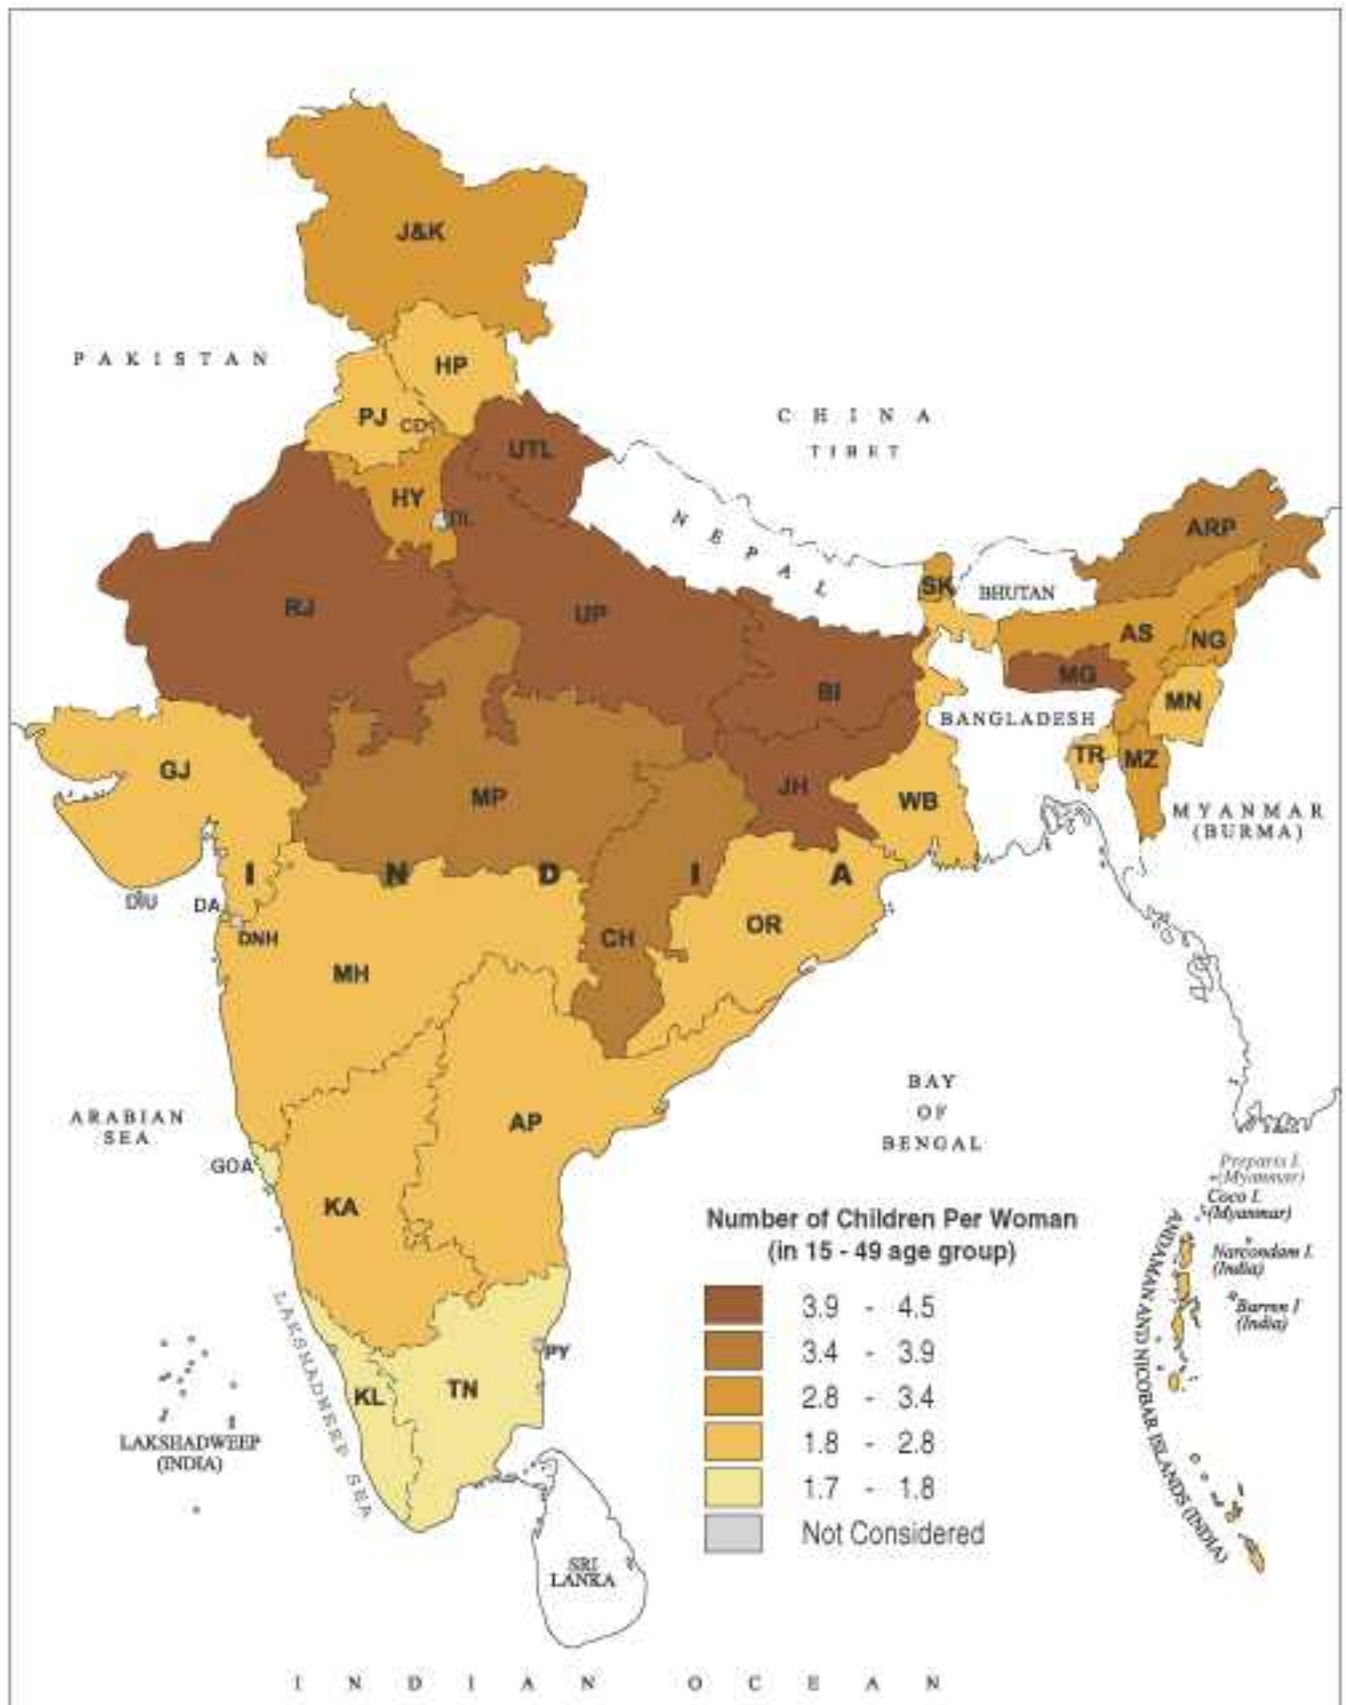 J&K
PAKISTAN
HP
PJ
CD
CHINA
TIBET
UTL
HY
DL
NEPAL
ARP
SK
BHUTAN
RJ
UP
AS
NG
MG
BI
MN
BANGLADESH
GJ
TR
MZ
MP
JH
WB
MYANMAR
(BURMA)
I N D I A
DIU
DA
DNH
OR
CH
MH
BAY
OF
BENGAL
ARABIAN
SEA
AP
GOA
KA
Preparis I.
(Myanmar)
Coco I.
(Myanmar)
Narcondam I.
(India)
Barren I
(India)
ANDAMAN AND NICOBAR ISLANDS (INDIA)
Number of Children Per Woman
(in 15 - 49 age group)
3.9 - 4.5
3.4 - 3.9
2.8 - 3.4
1.8 - 2.8
1.7 - 1.8
Not Considered
LAKSHADWEEP SEA
PY
KL
TN
LAKSHADWEEP
(INDIA)
SRI
LANKA
INDIAN OCEAN